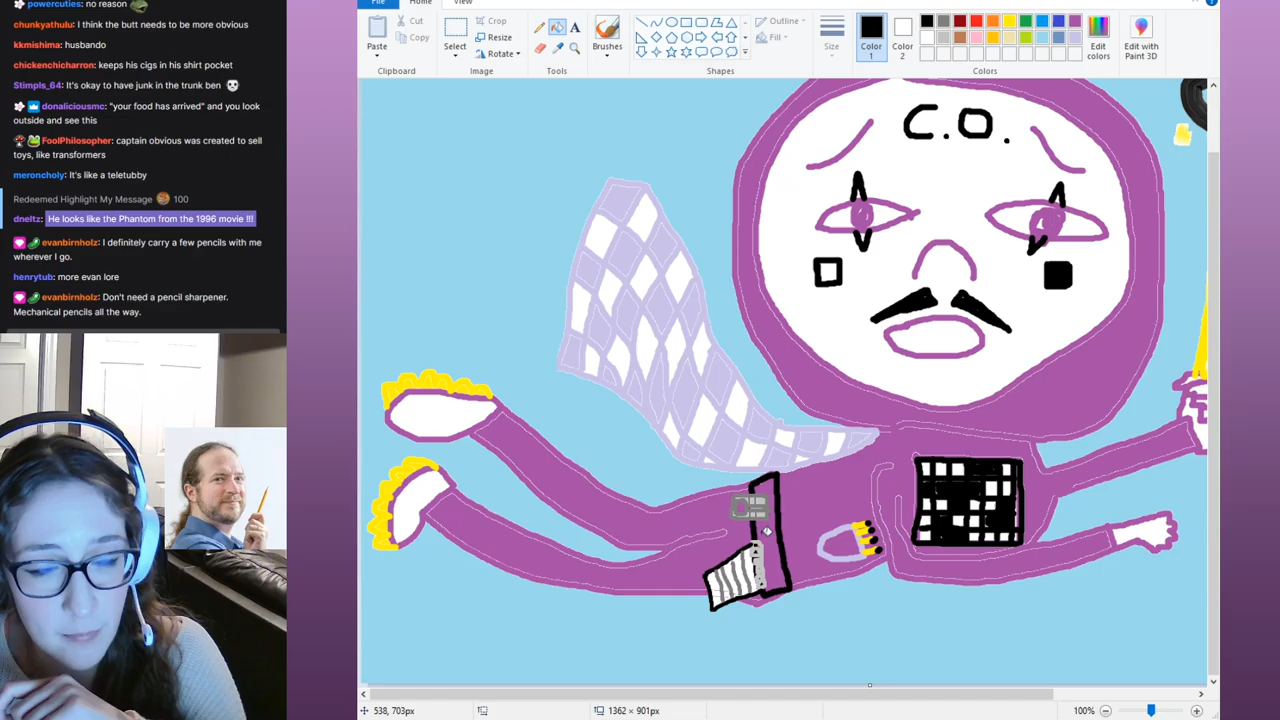 powercuties: no reason
chunkyathulu: I think the butt needs to be more obvious
kkmishima: husbando
chickenchicharron: keeps his cigs in his shirt pocket
Stimpls_64: It's okay to have junk in the trunk ben
donaliciousmc: "your food has arrived" and you look
outside and see this
FoolPhilosopher: captain obvious was created to sell
toys, like transformers
meroncholy: It's like a teletubby
Redeemed Highlight My Message 100
dneltz: He looks like the Phantom from the 1996 movie !!!
evanbirnholz: I definitely carry a few pencils with me
wherever I go.
henrytub: more evan lore
evanbirnholz: Don't need a pencil sharpener.
Mechanical pencils all the way.
File Home View
Paste
Cut
Copy
Clipboard
Select
Crop
Resize
Rotate
Image
A
Tools
Brushes
Outline
Fill
Shapes
Size
Color
1
Color
2
Edit
colors
Colors
Edit with
Paint 3D
C.O.
538, 703px
1362 × 901px
100%